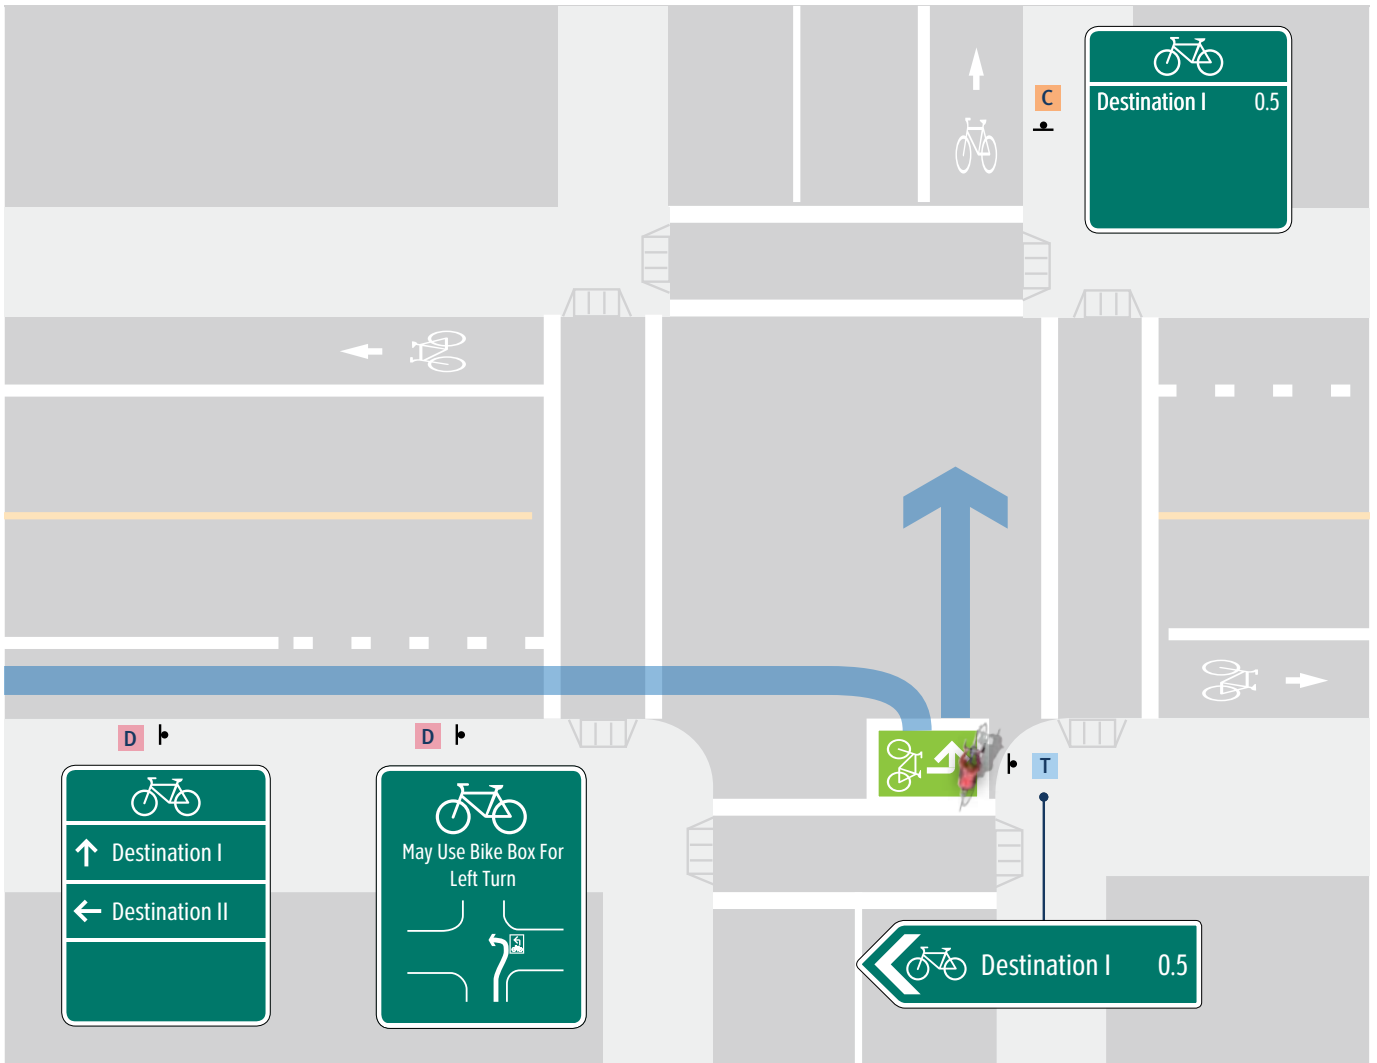 C
Destination I 0.5
D
D
T
Destination I
Destination II
May Use Bike Box For
Left Turn
Destination I 0.5